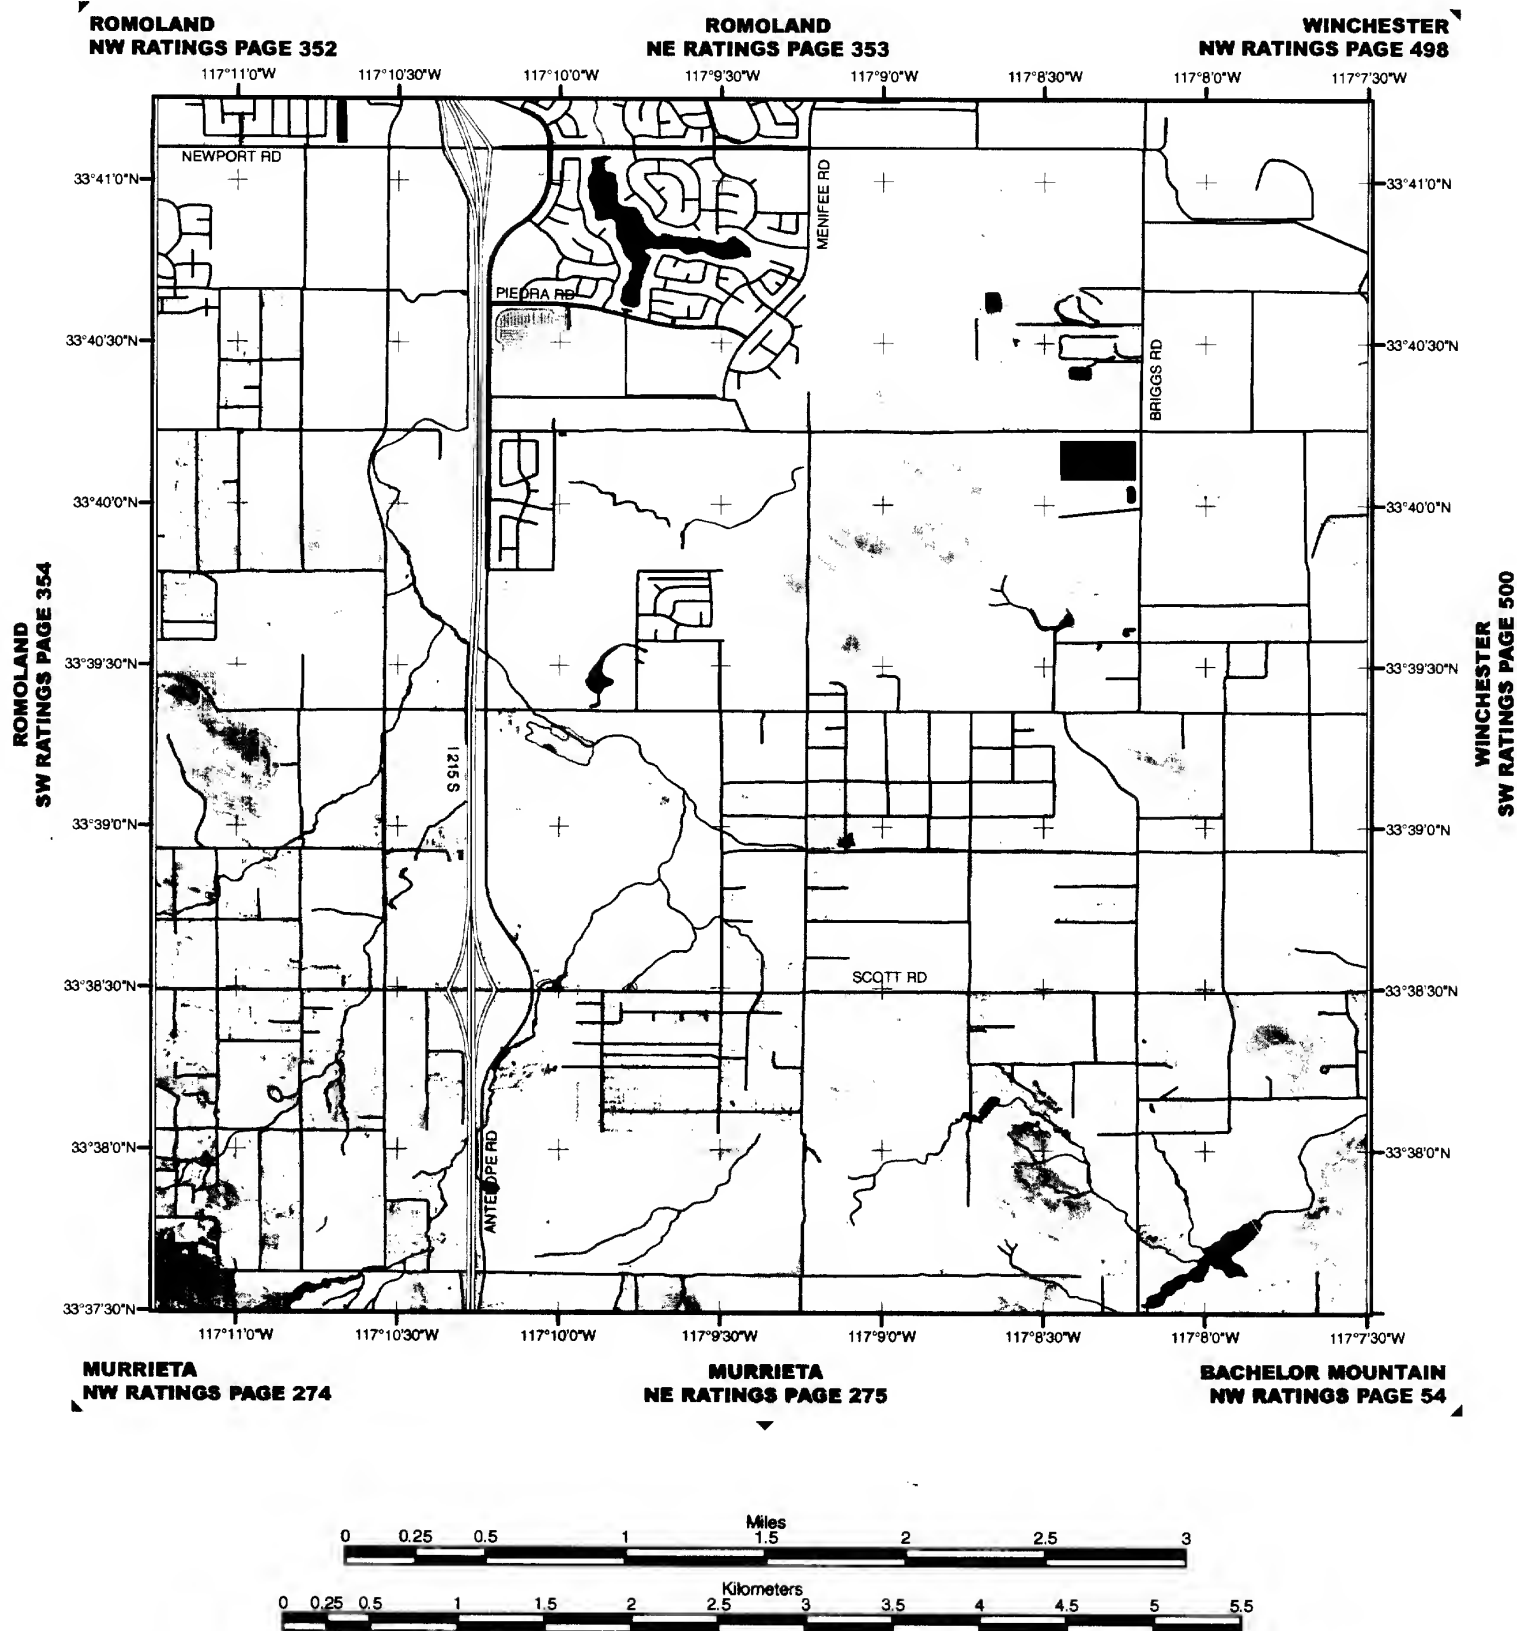 ROMOLAND
NW RATINGS PAGE 352
ROMOLAND
NE RATINGS PAGE 353
WINCHESTER
NW RATINGS PAGE 498
117°11'0"W 117°10'30"W 117°10'0"W 117°9'30"W 117°9'0"W 117°8'30"W 117°8'0"W 117°7'30"W
NEWPORT RD
MENIFEE RD
33°41'0"N 33°41'0"N
PIEDRA RD
33°40'30"N 33°40'30"N
BRIGGS RD
33°40'0"N 33°40'0"N
ROMOLAND
SW RATINGS PAGE 354
WINCHESTER
SW RATINGS PAGE 500
33°39'30"N 33°39'30"N
I 215 S
33°39'0"N 33°39'0"N
SCOTT RD
33°38'30"N 33°38'30"N
ANTELOPE RD
33°38'0"N 33°38'0"N
33°37'30"N
117°11'0"W 117°10'30"W 117°10'0"W 117°9'30"W 117°9'0"W 117°8'30"W 117°8'0"W 117°7'30"W
MURRIETA
NW RATINGS PAGE 274
MURRIETA
NE RATINGS PAGE 275
BACHELOR MOUNTAIN
NW RATINGS PAGE 54
Miles
0 0.25 0.5 1 1.5 2 2.5 3
Kilometers
0 0.25 0.5 1 1.5 2 2.5 3 3.5 4 4.5 5 5.5